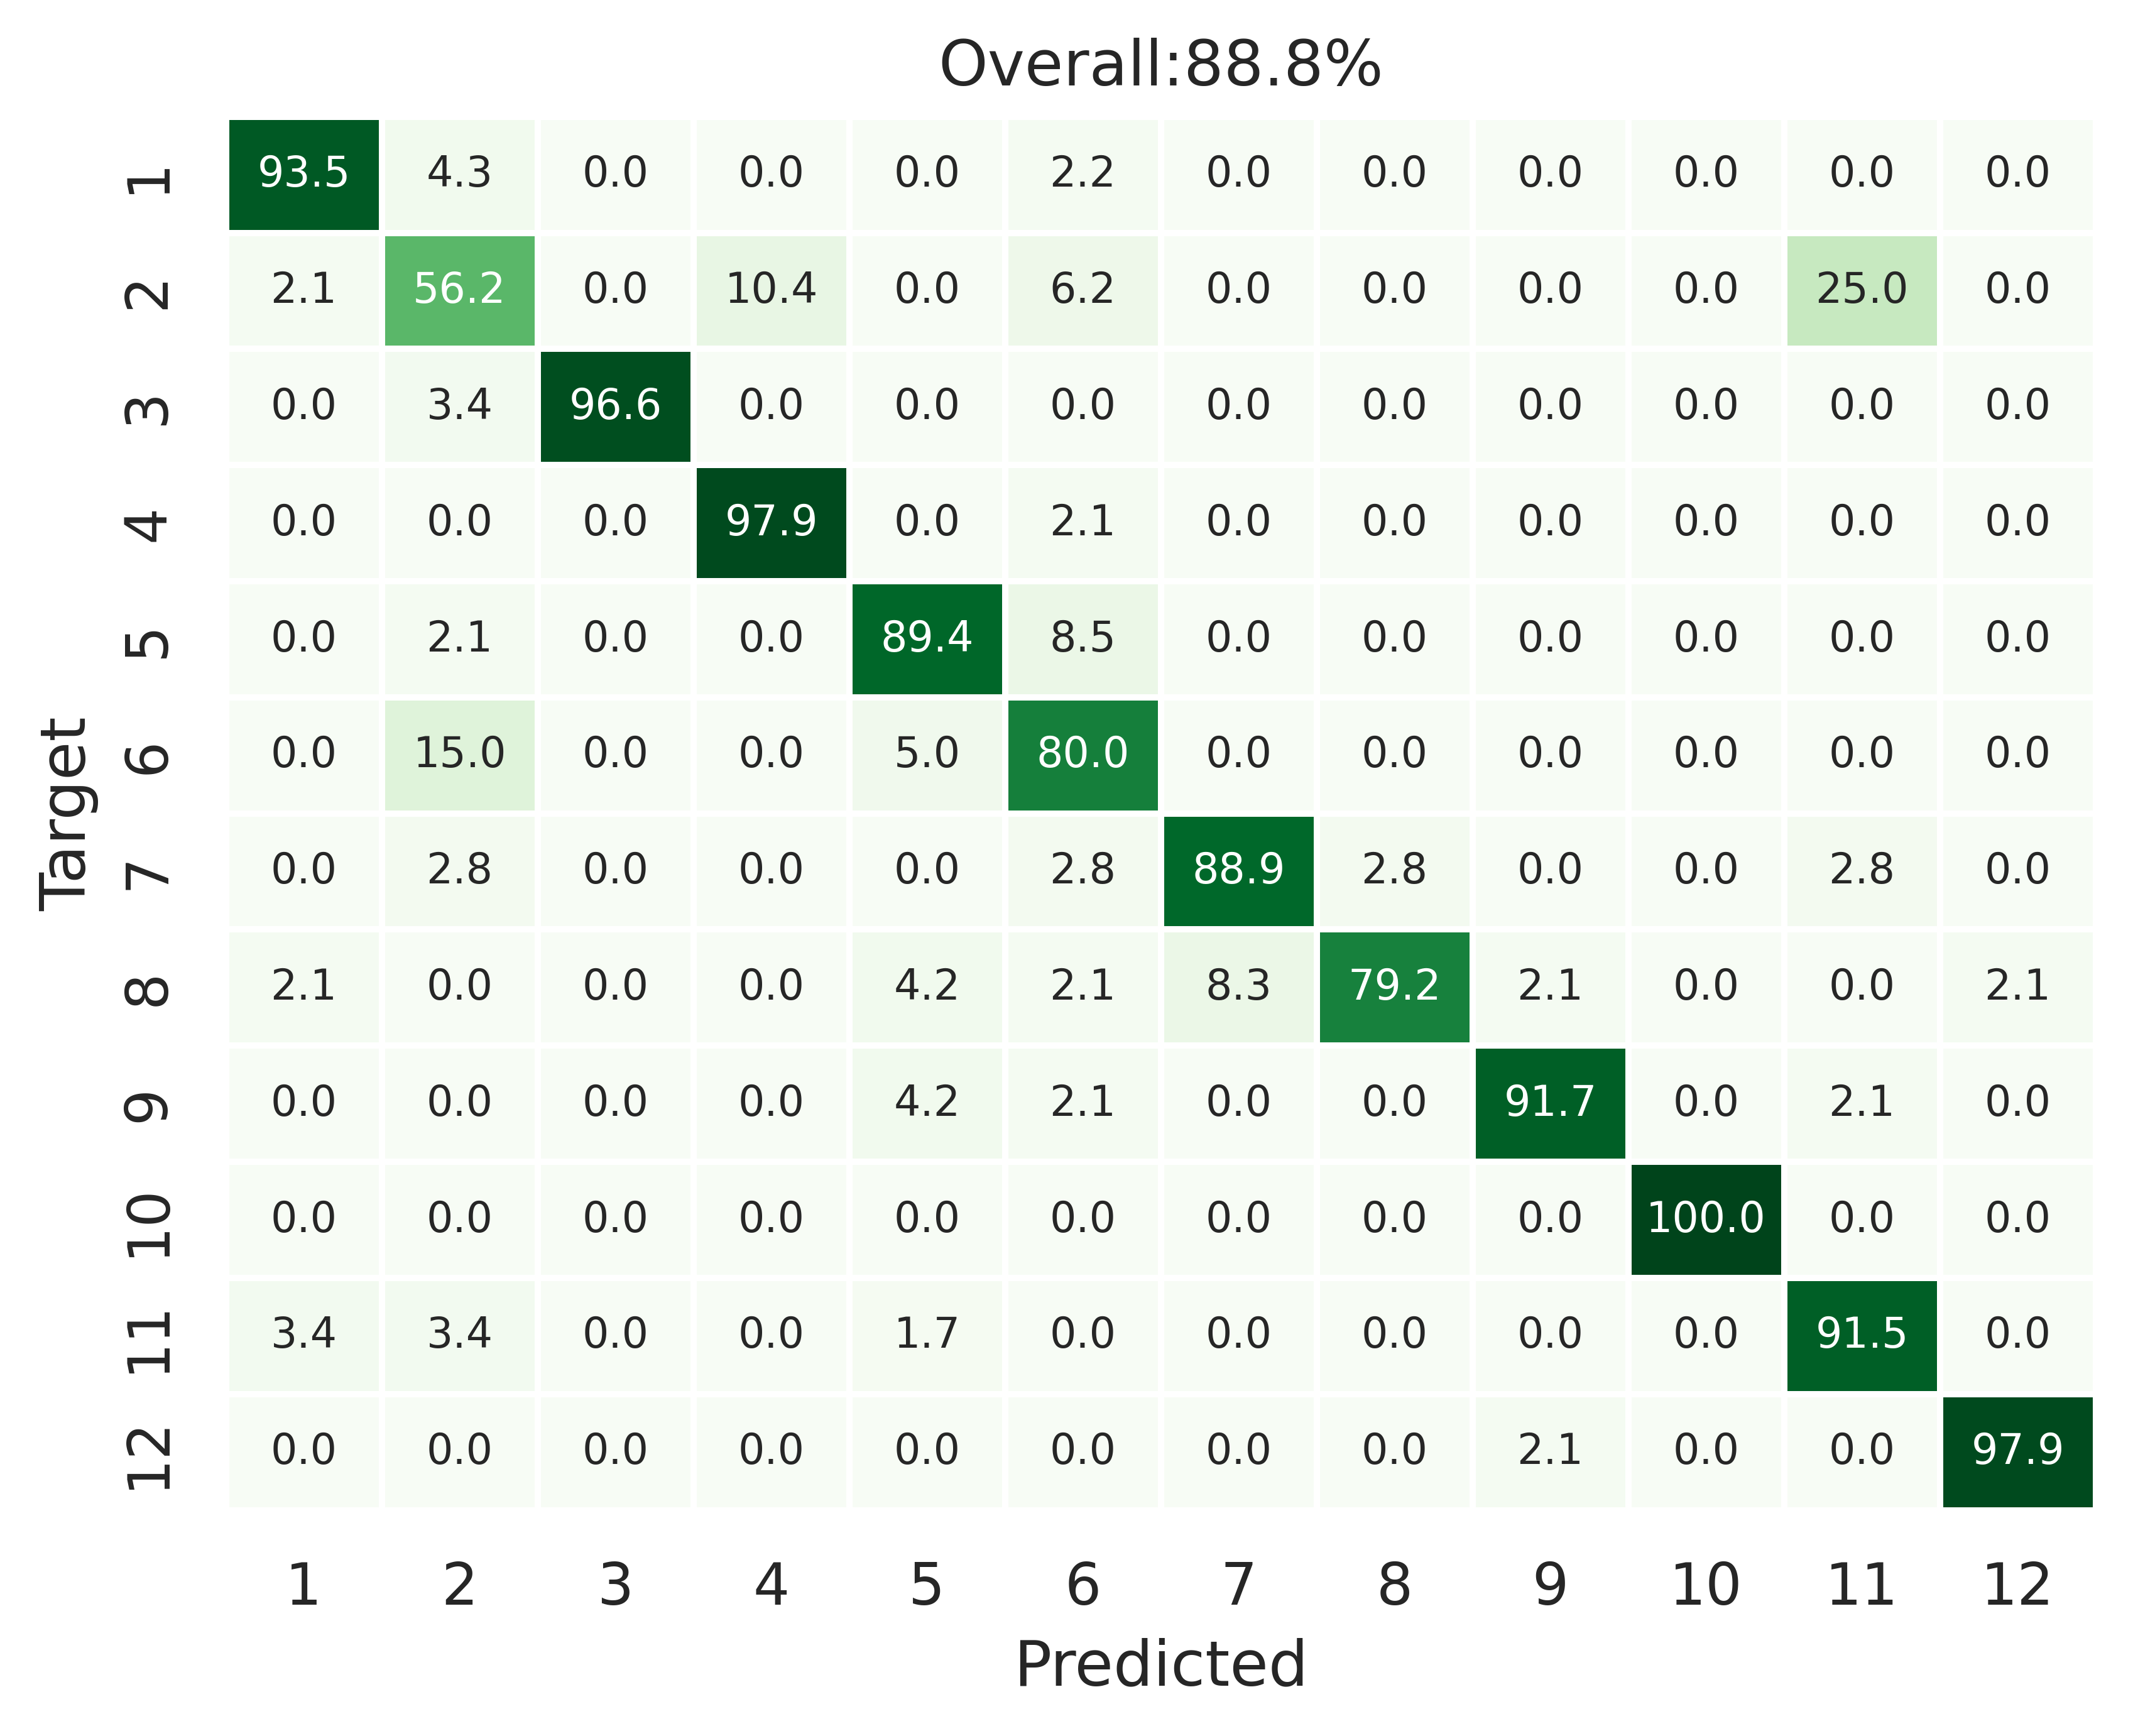 Overall:88.8%
1 93.5 4.3 0.0 0.0 0.0 2.2 0.0 0.0 0.0 0.0 0.0 0.0
2 2.1 56.2 0.0 10.4 0.0 6.2 0.0 0.0 0.0 0.0 25.0 0.0
3 0.0 3.4 96.6 0.0 0.0 0.0 0.0 0.0 0.0 0.0 0.0 0.0
4 0.0 0.0 0.0 97.9 0.0 2.1 0.0 0.0 0.0 0.0 0.0 0.0
5 0.0 2.1 0.0 0.0 89.4 8.5 0.0 0.0 0.0 0.0 0.0 0.0
6 0.0 15.0 0.0 0.0 5.0 80.0 0.0 0.0 0.0 0.0 0.0 0.0
7 0.0 2.8 0.0 0.0 0.0 2.8 88.9 2.8 0.0 0.0 2.8 0.0
8 2.1 0.0 0.0 0.0 4.2 2.1 8.3 79.2 2.1 0.0 0.0 2.1
9 0.0 0.0 0.0 0.0 4.2 2.1 0.0 0.0 91.7 0.0 2.1 0.0
10 0.0 0.0 0.0 0.0 0.0 0.0 0.0 0.0 0.0 100.0 0.0 0.0
11 3.4 3.4 0.0 0.0 1.7 0.0 0.0 0.0 0.0 0.0 91.5 0.0
12 0.0 0.0 0.0 0.0 0.0 0.0 0.0 0.0 2.1 0.0 0.0 97.9
Target
1 2 3 4 5 6 7 8 9 10 11 12
Predicted